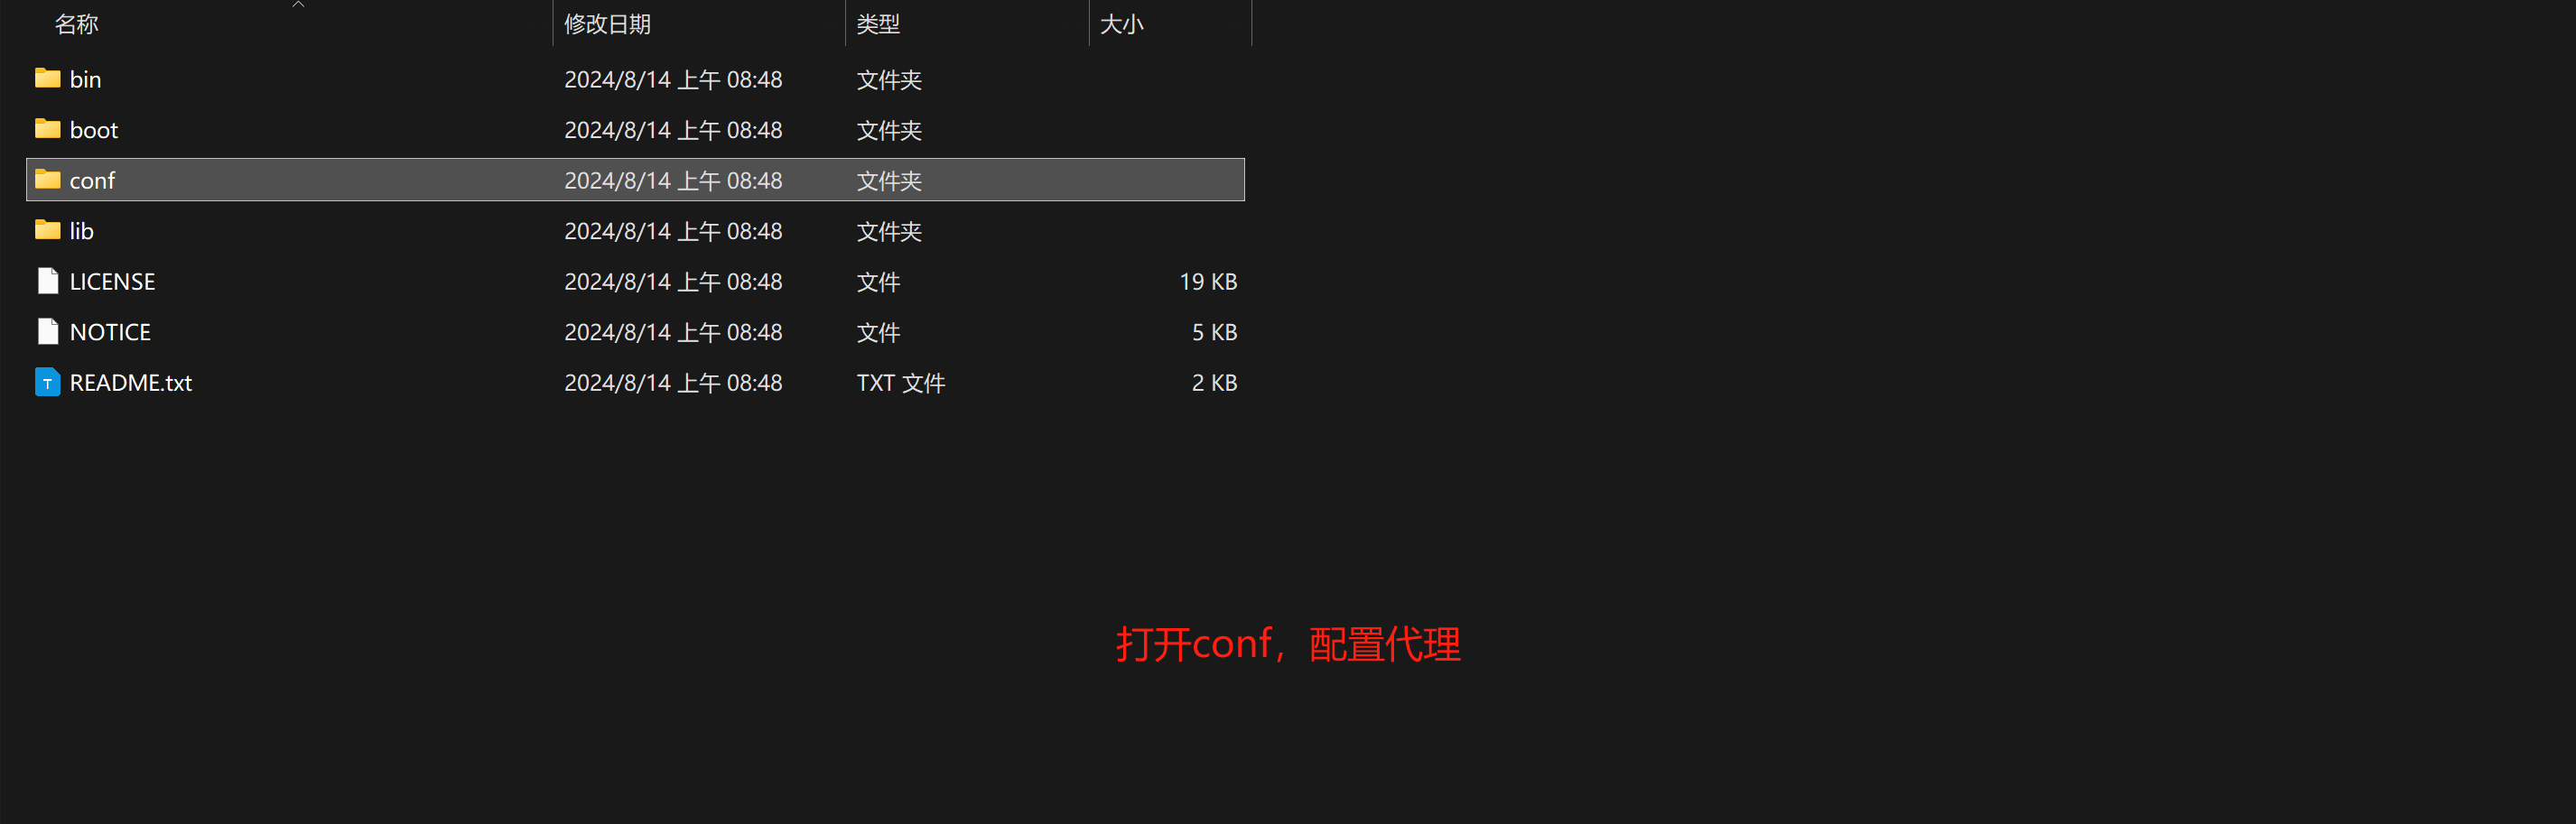 名称 修改日期 类型 大小
bin 2024/8/14 上午 08:48 文件夹
boot 2024/8/14 上午 08:48 文件夹
conf 2024/8/14 上午 08:48 文件夹
lib 2024/8/14 上午 08:48 文件夹
LICENSE 2024/8/14 上午 08:48 文件 19 KB
NOTICE 2024/8/14 上午 08:48 文件 5 KB
README.txt 2024/8/14 上午 08:48 TXT 文件 2 KB
打开conf，配置代理